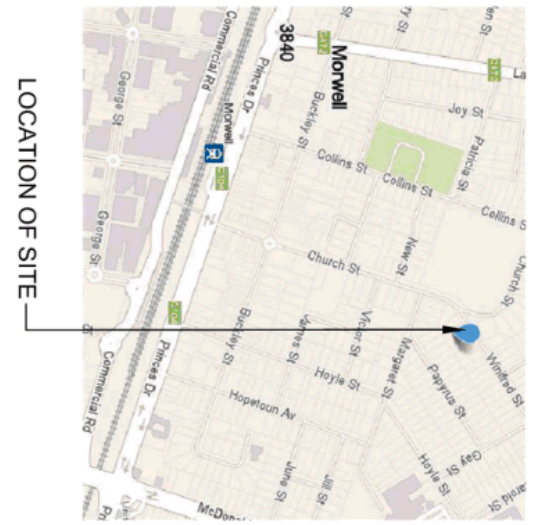 LOCATION OF SITE
Commercial Rd
Princes Dr
3840
Morwell
La
George St
Buckley St
Joy St
Patricia St
Morwell
Collins St
Collins St
Collins S
George St
Church St
New St
Church St
Princes Dr
Buckley St
James St
Victor St
Margaret St
Winifred St
Papyrus St
Hoyle St
Commercial Rd
Hopetoun Av
June St
Jill St
Hoyle St
Gay St
McDona